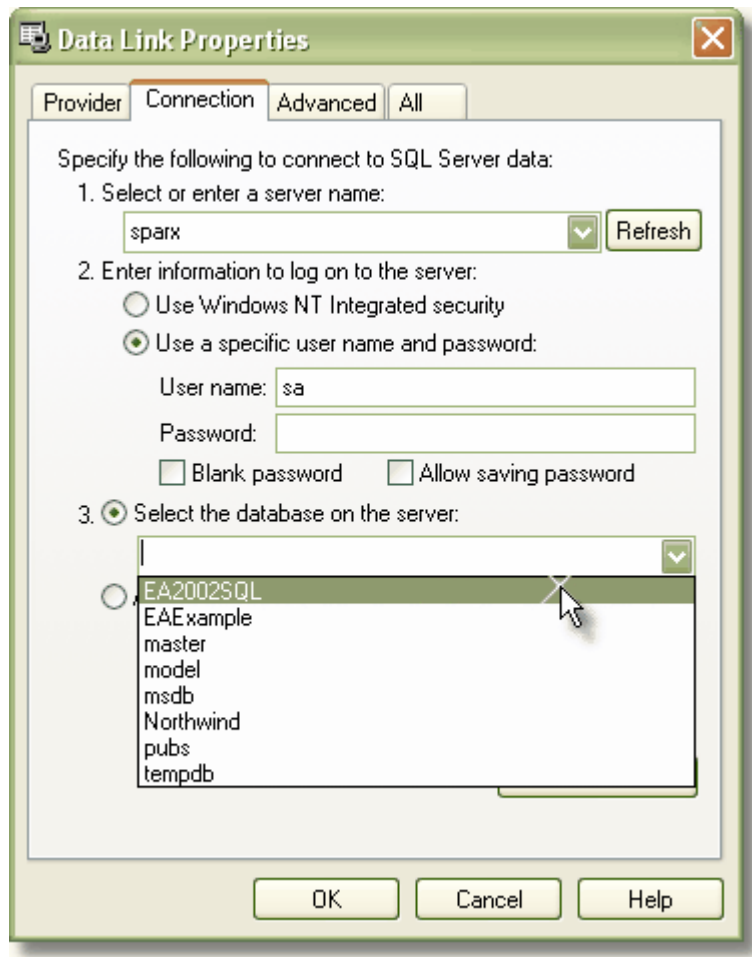 Data Link Properties
Provider Connection Advanced All
Specify the following to connect to SQL Server data:
1. Select or enter a server name:
sparx Refresh
2. Enter information to log on to the server:
Use Windows NT Integrated security
Use a specific user name and password:
User name: sa
Password:
Blank password Allow saving password
3. Select the database on the server:
EA2002SQL
EAExample
master
model
msdb
Northwind
pubs
tempdb
OK Cancel Help